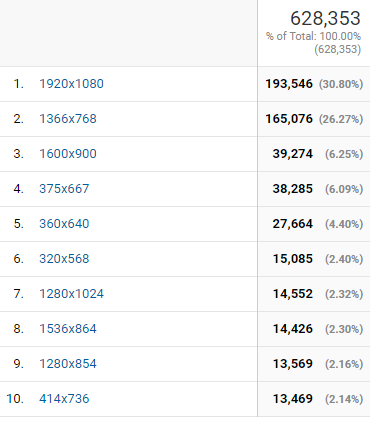 628,353
% of Total: 100.00%
(628,353)
1. 1920x1080 193,546 (30.80%)
2. 1366x768 165,076 (26.27%)
3. 1600x900 39,274 (6.25%)
4. 375x667 38,285 (6.09%)
5. 360x640 27,664 (4.40%)
6. 320x568 15,085 (2.40%)
7. 1280x1024 14,552 (2.32%)
8. 1536x864 14,426 (2.30%)
9. 1280x854 13,569 (2.16%)
10. 414x736 13,469 (2.14%)